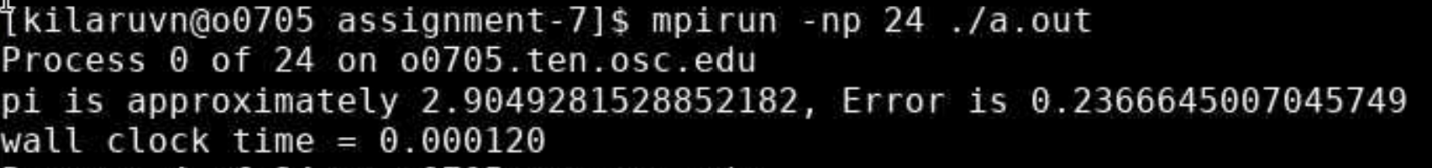 [kilaruvn@o0705 assignment-7]$ mpirun -np 24 ./a.out
Process 0 of 24 on o0705.ten.osc.edu
pi is approximately 2.9049281528852182, Error is 0.2366645007045749
wall clock time = 0.000120